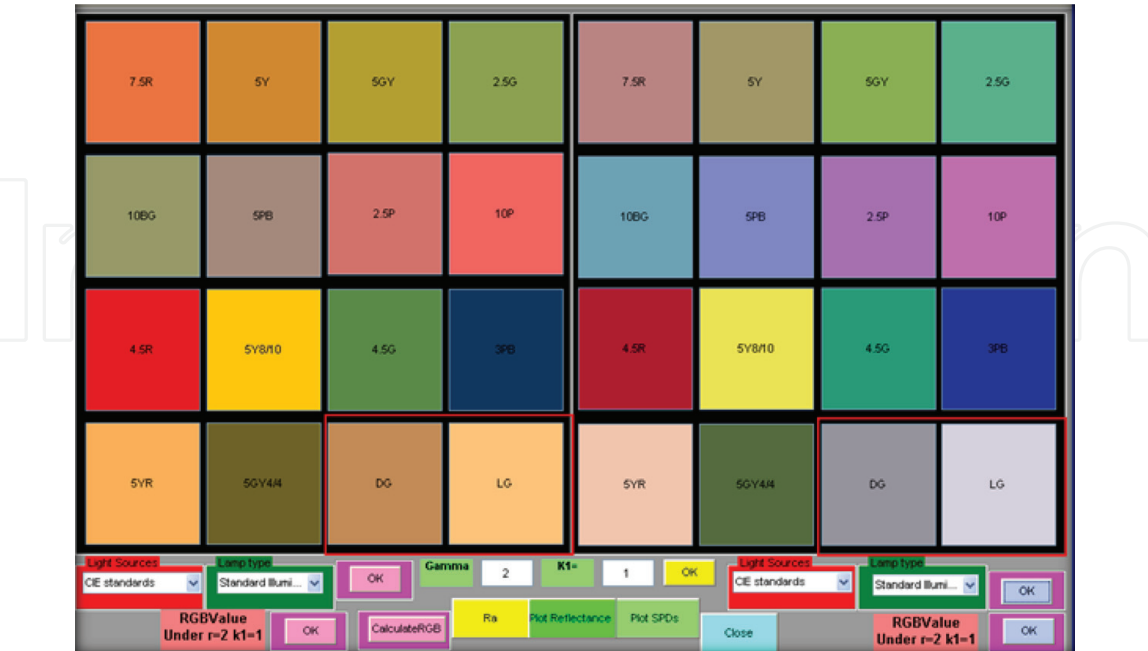 7.5R 5Y 5GY 2.5G 7.5R 5Y 5GY 2.5G
10BG 5PB 2.5P 10P 10BG 5PB 2.5P 10P
4.5R 5Y8/10 4.5G 3PB 4.5R 5Y8/10 4.5G 3PB
5YR 5GY4/4 DG LG 5YR 5GY4/4 DG LG
Light Sources Lamp type Gamma K1= Light Sources Lamp type
CIE standards Standard Illumi... OK 2 1 OK CIE standards Standard Illumi... OK
RGBValue
Under r=2 k1=1 OK CalculateRGB Ra Plot Reflectance Plot SPDs Close RGBValue
Under r=2 k1=1 OK